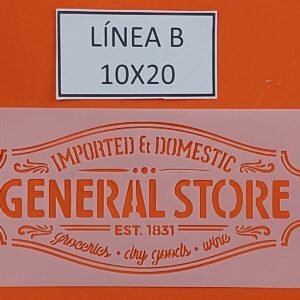 LÍNEA B
10X20
IMPORTED & DOMESTIC
GENERAL STORE
EST. 1831
groceries • dry goods • wine